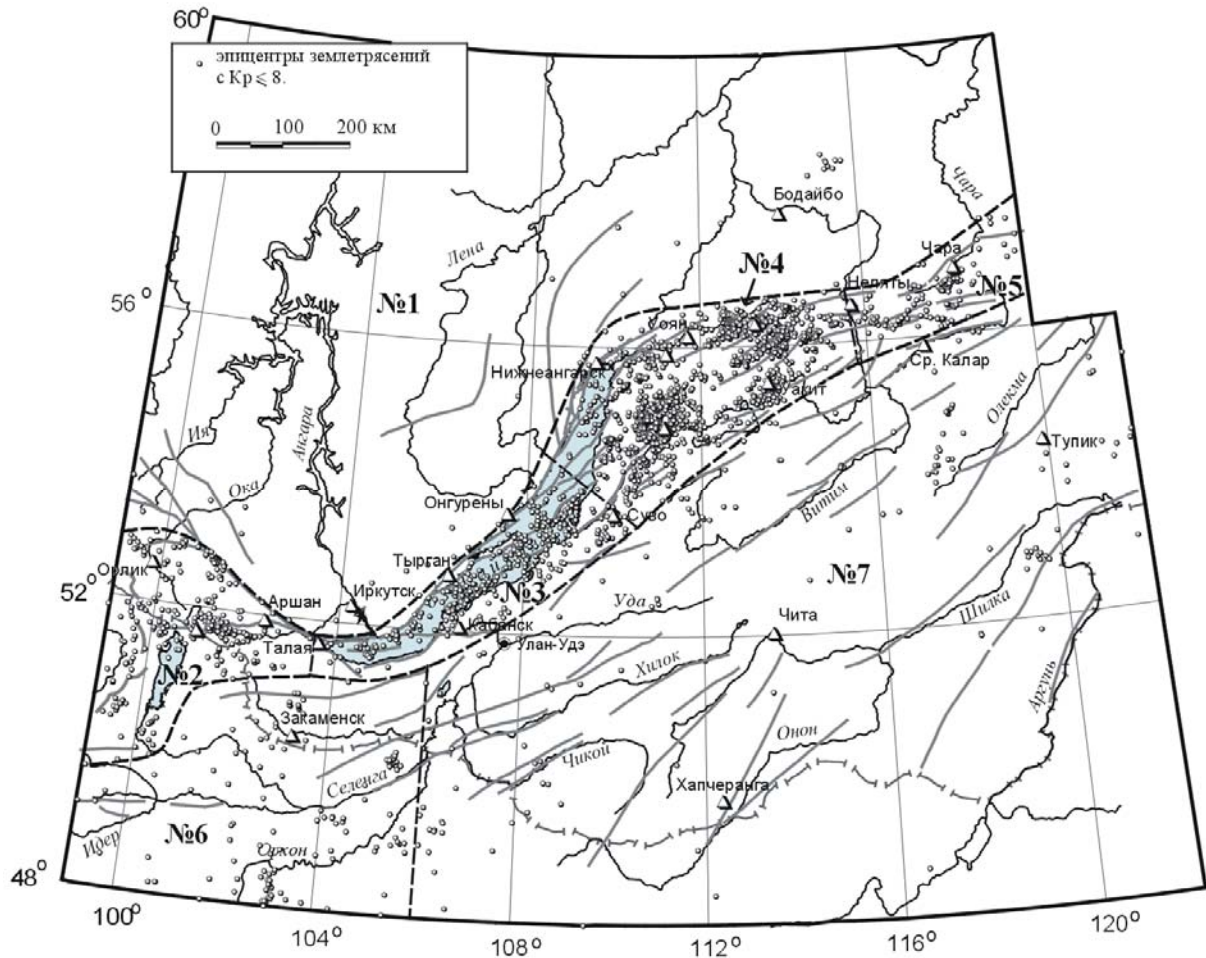 60°
эпицентры землетрясений
с Кр ⩽ 8.
0 100 200 км
Чара
Бодайбо
Лена
№4
Чара
56°
№1
Неляты
№5
Нижнеангарск
Ср. Калар
Уакит
Олекма
Ия
Ангара
Тупик
Ока
Онгурены
Суво
Витим
Тырган
Орлик
52°
Иркутск
№3
№7
Аршан
Уда
Шилка
Кабанск
Чита
Талая
Улан-Удэ
№2
Хилок
Аргунь
Закаменск
Онон
Чикой
Селенга
Хапчеранга
№6
Идер
Орхон
48°
100°
104°
108°
112°
116°
120°